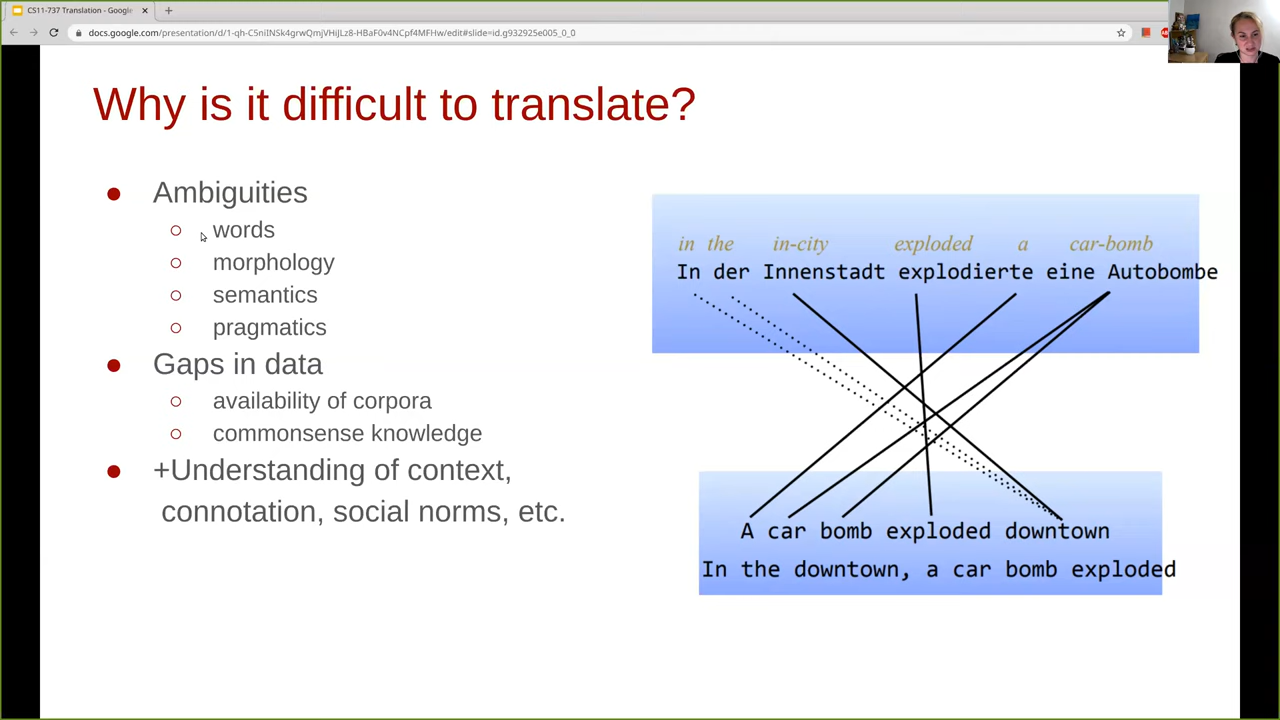 CS11-737 Translation - Google
docs.google.com/presentation/d/1-qh-C5niINSk4grwQmjVHiJLz8-HBaF0v4NCpf4MFHw/edit#slide=id.g932925e005_0_0
Why is it difficult to translate?
Ambiguities
words
morphology
semantics
pragmatics
Gaps in data
availability of corpora
commonsense knowledge
+Understanding of context,
connotation, social norms, etc.
in the in-city exploded a car-bomb
In der Innenstadt explodierte eine Autobombe
A car bomb exploded downtown
In the downtown, a car bomb exploded